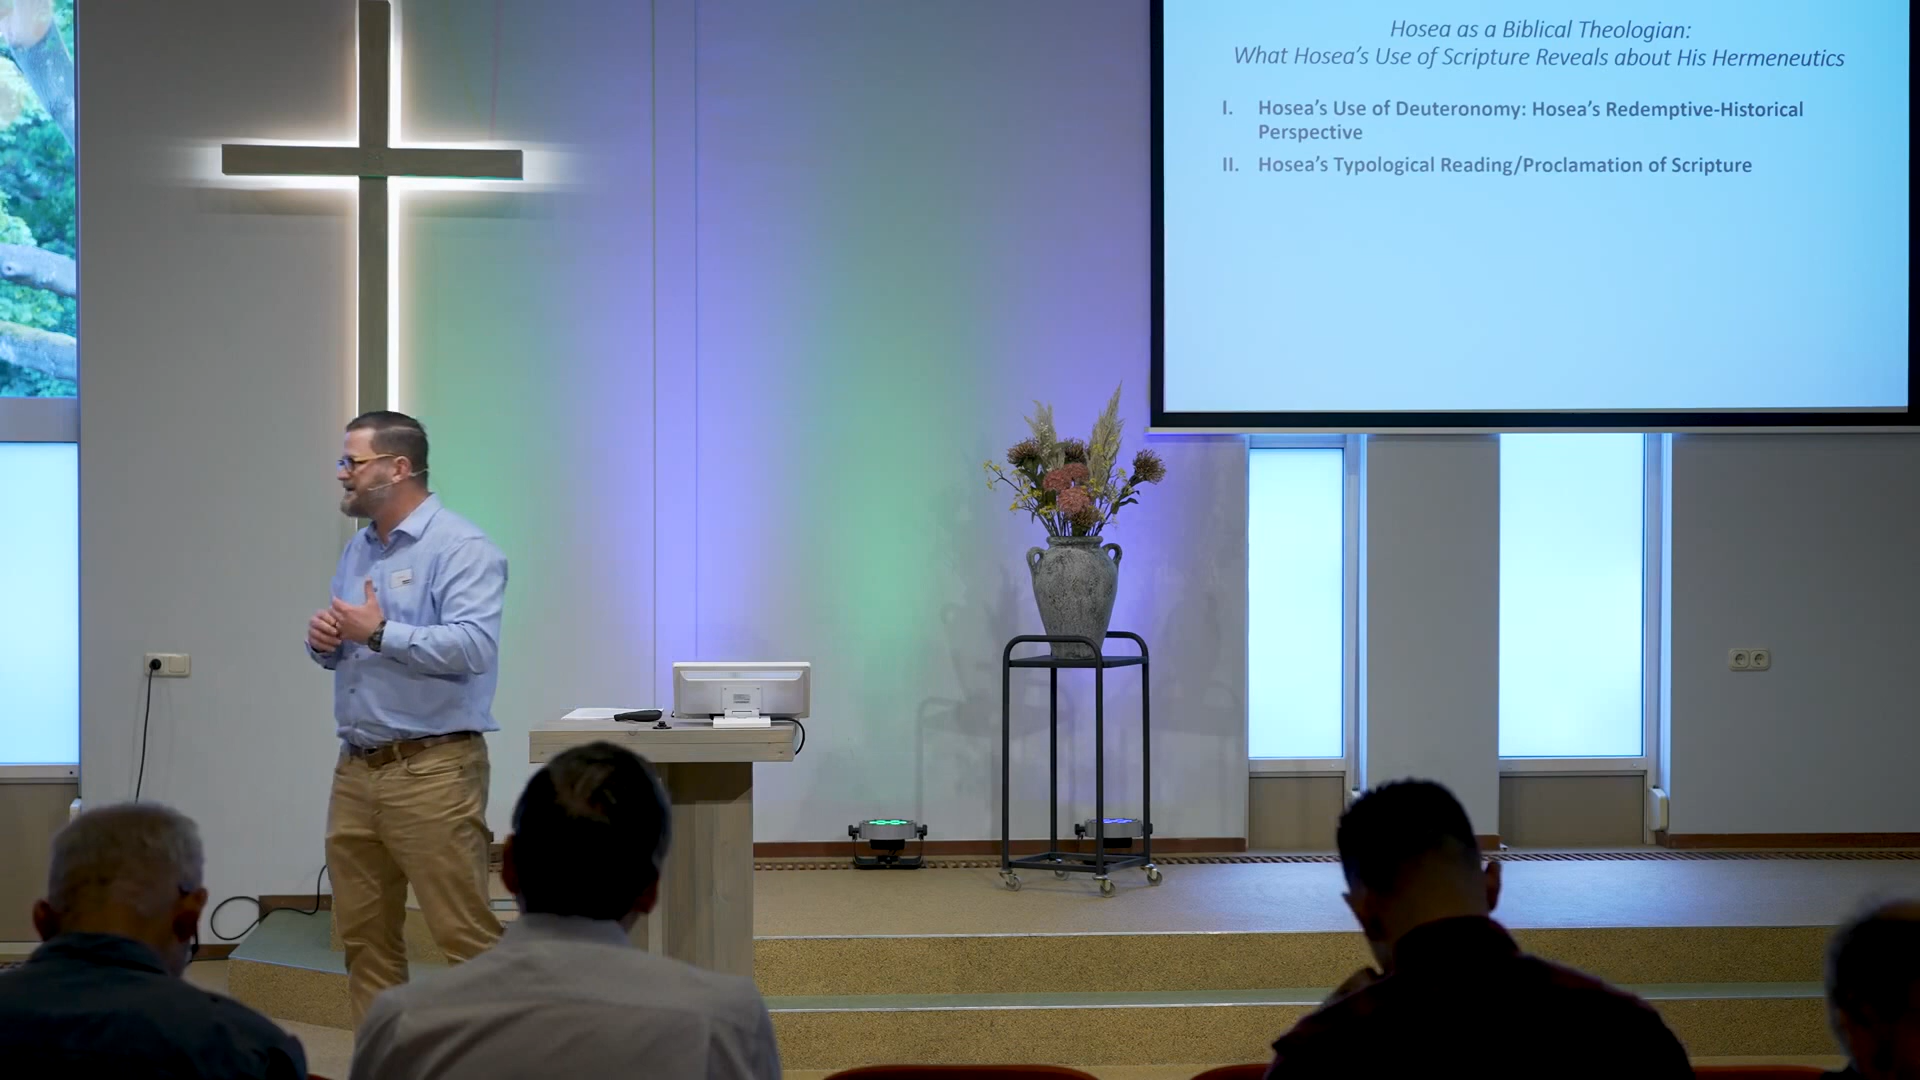 Hosea as a Biblical Theologian:
What Hosea’s Use of Scripture Reveals about His Hermeneutics
I. Hosea’s Use of Deuteronomy: Hosea’s Redemptive-Historical
Perspective
II. Hosea’s Typological Reading/Proclamation of Scripture